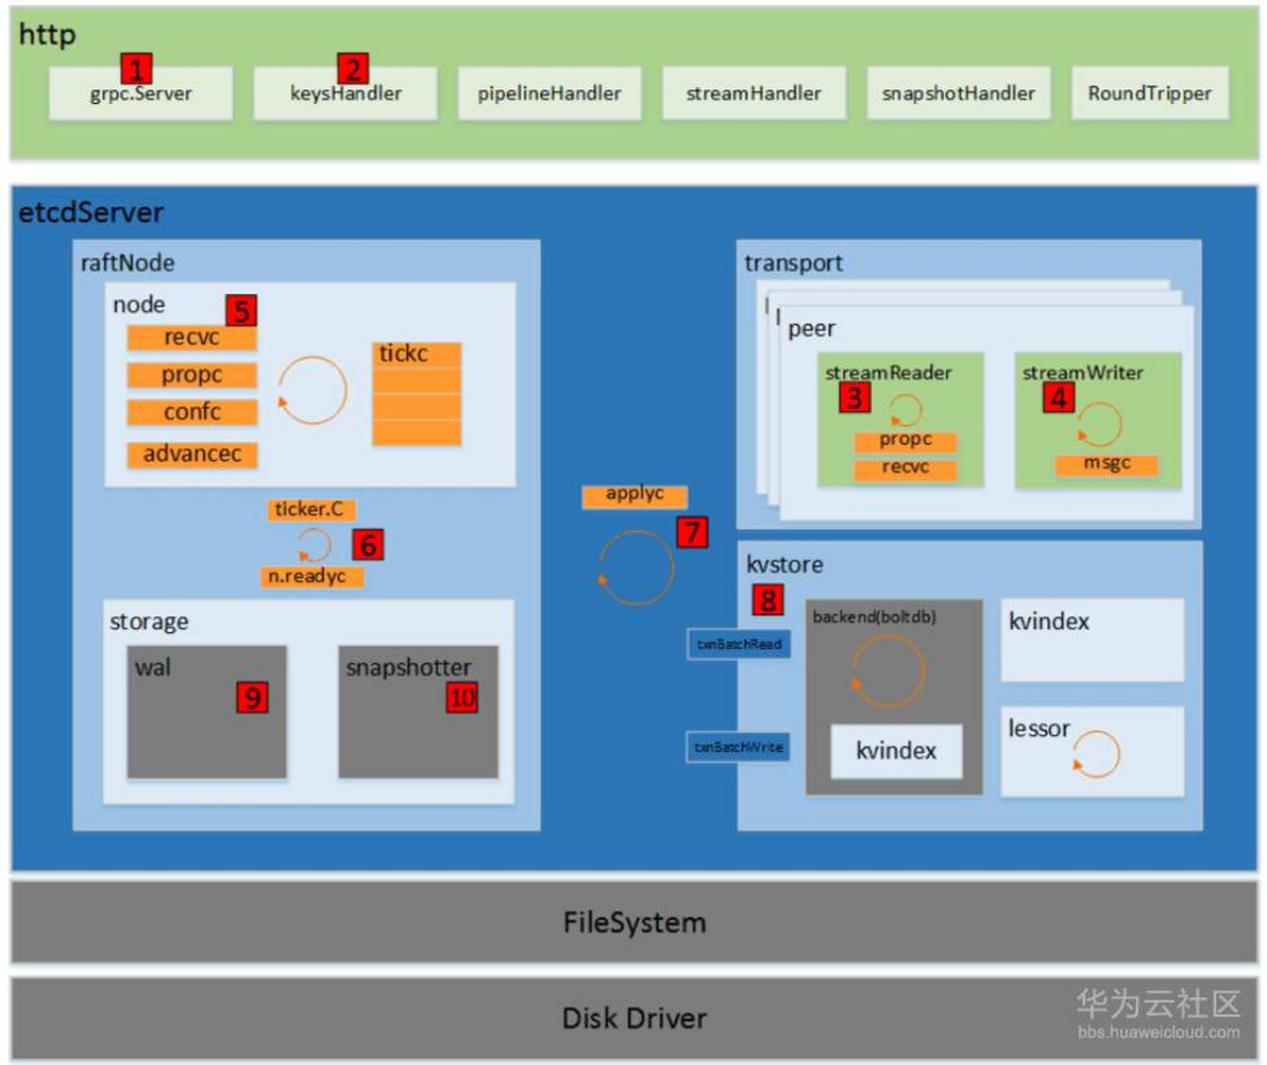 http
1
2
grpc.Server
keysHandler
pipelineHandler
streamHandler
snapshotHandler
RoundTripper
etcdServer
raftNode
node
5
recvc
propc
confc
advancec
tickc
ticker.C
6
n.readyc
storage
wal
9
snapshotter
10
applyc
7
transport
peer
streamReader
3
propc
recvc
streamWriter
4
msgc
kvstore
8
txnBatchRead
txnBatchWrite
backend(boltdb)
kvindex
kvindex
lessor
FileSystem
Disk Driver
华为云社区
bbs.huaweicloud.com